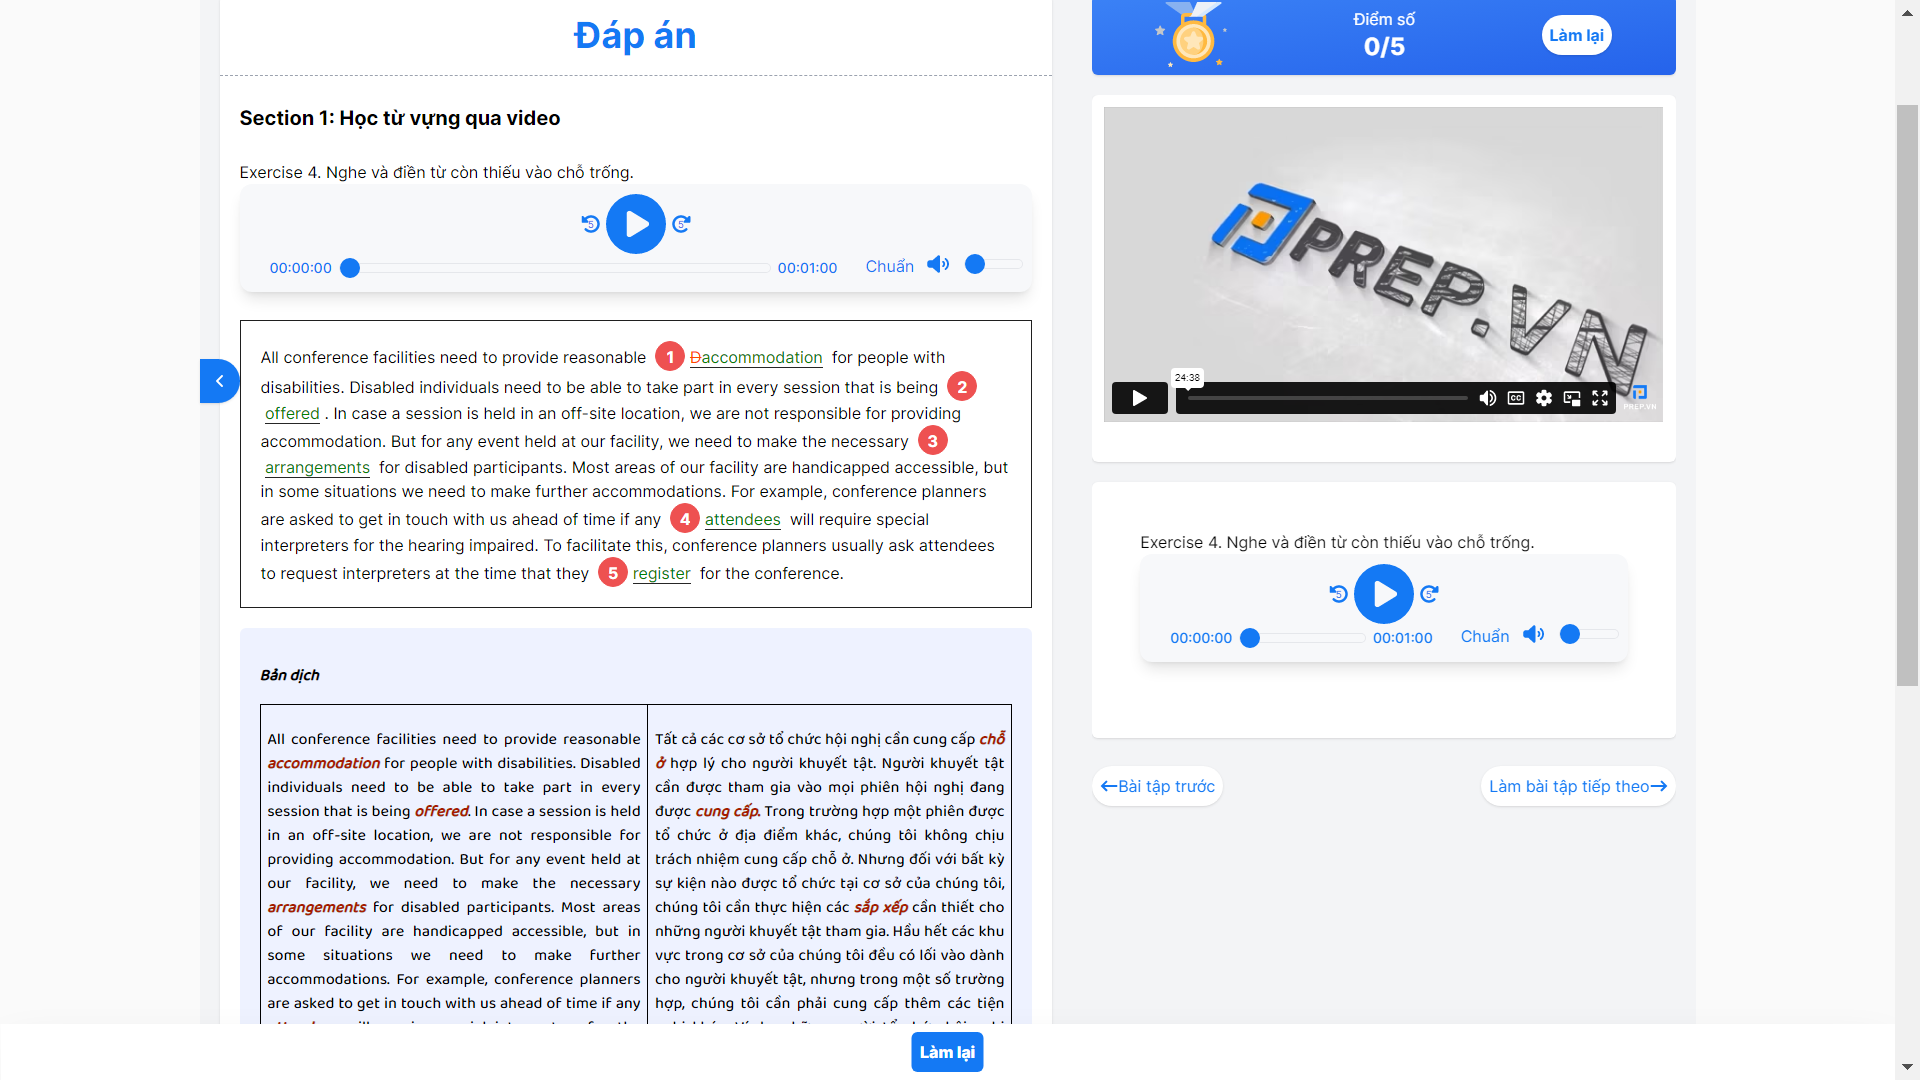 Đáp án
Section 1: Học từ vựng qua video
Exercise 4. Nghe và điền từ còn thiếu vào chỗ trống.
5
5
00:00:00
00:01:00
Chuẩn
All conference facilities need to provide reasonable 1 Đaccommodation for people with
disabilities. Disabled individuals need to be able to take part in every session that is being 2
offered . In case a session is held in an off-site location, we are not responsible for providing
accommodation. But for any event held at our facility, we need to make the necessary 3
arrangements for disabled participants. Most areas of our facility are handicapped accessible, but
in some situations we need to make further accommodations. For example, conference planners
are asked to get in touch with us ahead of time if any 4 attendees will require special
interpreters for the hearing impaired. To facilitate this, conference planners usually ask attendees
to request interpreters at the time that they 5 register for the conference.
Bản dịch
All conference facilities need to provide reasonable
accommodation for people with disabilities. Disabled
individuals need to be able to take part in every
session that is being offered. In case a session is held
in an off-site location, we are not responsible for
providing accommodation. But for any event held at
our facility, we need to make the necessary
arrangements for disabled participants. Most areas
of our facility are handicapped accessible, but in
some situations we need to make further
accommodations. For example, conference planners
are asked to get in touch with us ahead of time if any
Tất cả các cơ sở tổ chức hội nghị cần cung cấp chỗ
ở hợp lý cho người khuyết tật. Người khuyết tật
cần được tham gia vào mọi phiên hội nghị đang
được cung cấp. Trong trường hợp một phiên được
tổ chức ở địa điểm khác, chúng tôi không chịu
trách nhiệm cung cấp chỗ ở. Nhưng đối với bất kỳ
sự kiện nào được tổ chức tại cơ sở của chúng tôi,
chúng tôi cần thực hiện các sắp xếp cần thiết cho
những người khuyết tật tham gia. Hầu hết các khu
vực trong cơ sở của chúng tôi đều có lối vào dành
cho người khuyết tật, nhưng trong một số trường
hợp, chúng tôi cần phải cung cấp thêm các tiện
Làm lại
Điểm số
0/5
Làm lại
PREP.VN
24:38
CC
PREP.VN
Exercise 4. Nghe và điền từ còn thiếu vào chỗ trống.
5
5
00:00:00
00:01:00
Chuẩn
Bài tập trước
Làm bài tập tiếp theo